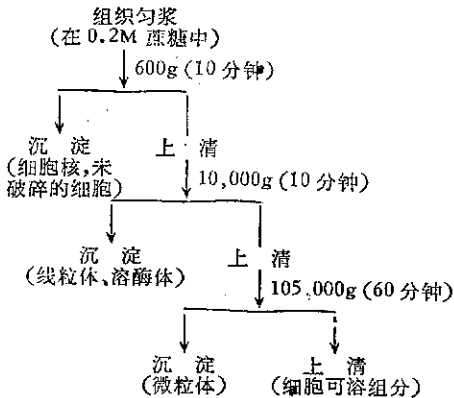 组织匀浆
(在0.2M 蔗糖中)
600g(10分钟)
沉 淀
(细胞核,未
破碎的细胞)
上 清
10,000g(10分钟)
沉 淀
(线粒体、溶酶体)
上 清
105,000g(60分钟)
沉 淀
(微粒体)
上 清
(细胞可溶组分)